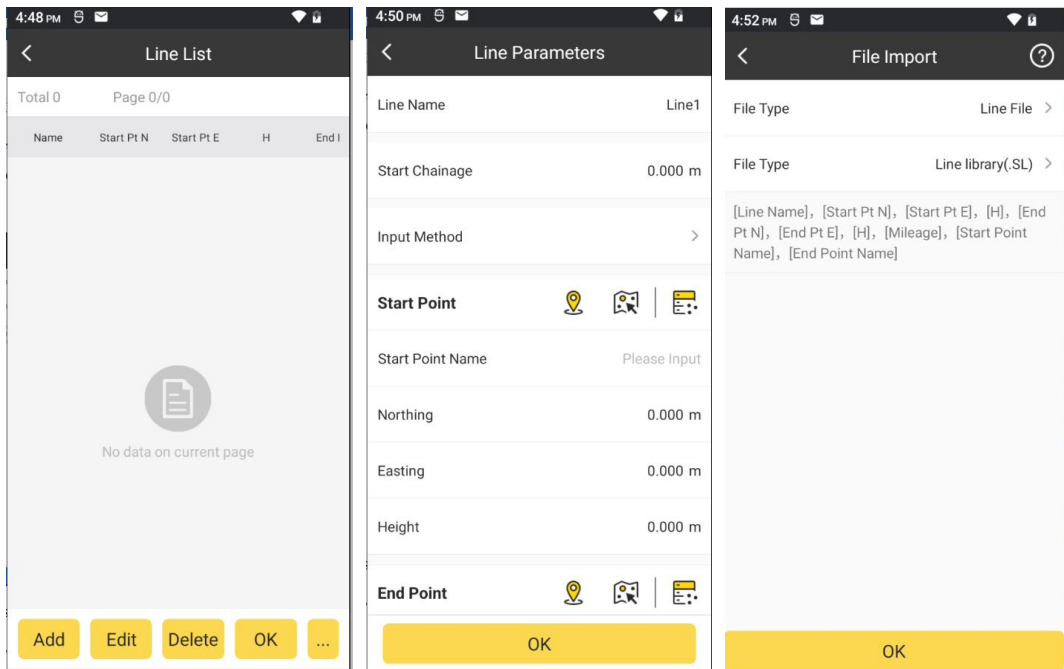 4:48 PM
Line List
Total 0 Page 0/0
Name Start Pt N Start Pt E H End I
No data on current page
Add Edit Delete OK ...
4:50 PM
Line Parameters
Line Name Line1
Start Chainage 0.000 m
Input Method >
Start Point
Start Point Name Please Input
Northing 0.000 m
Easting 0.000 m
Height 0.000 m
End Point
OK
4:52 PM
File Import ?
File Type Line File >
File Type Line library(.SL) >
[Line Name], [Start Pt N], [Start Pt E], [H], [End
Pt N], [End Pt E], [H], [Mileage], [Start Point
Name], [End Point Name]
OK